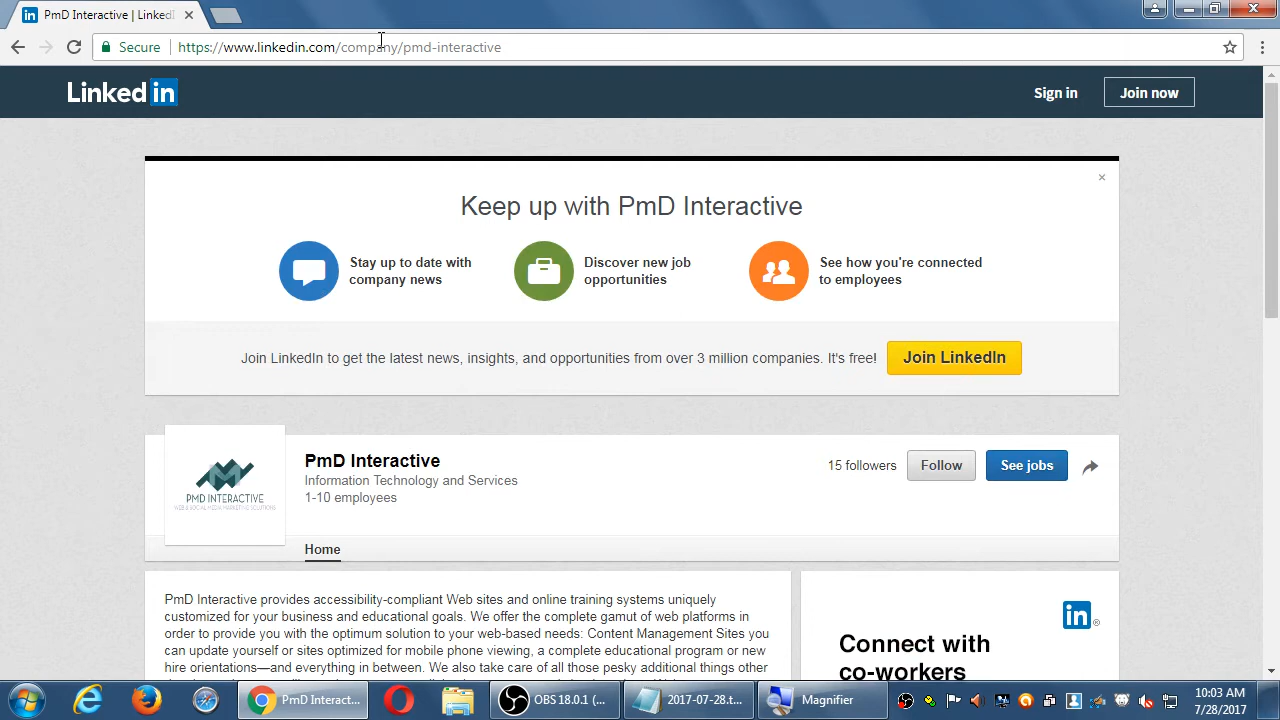 PmD Interactive | LinkedI
Secure https://www.linkedin.com/company/pmd-interactive
Linked in
Sign in
Join now
Keep up with PmD Interactive
Stay up to date with
company news
Discover new job
opportunities
See how you're connected
to employees
Join LinkedIn to get the latest news, insights, and opportunities from over 3 million companies. It's free!
Join LinkedIn
PMD INTERACTIVE
WEB & SOCIAL MEDIA MARKETING SOLUTIONS
PmD Interactive
Information Technology and Services
1-10 employees
15 followers
Follow
See jobs
Home
PmD Interactive provides accessibility-compliant Web sites and online training systems uniquely
customized for your business and educational goals. We offer the complete gamut of web platforms in
order to provide you with the optimum solution to your web-based needs: Content Management Sites you
can update yourself or sites optimized for mobile phone viewing, a complete educational program or new
hire orientations—and everything in between. We also take care of all those pesky additional things other
in
Connect with
co-workers
PmD Interact...
OBS 18.0.1 (...
2017-07-28.t...
Magnifier
10:03 AM
7/28/2017